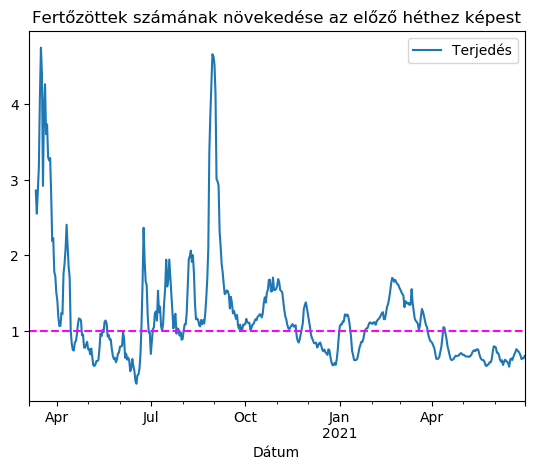 Fertőzöttek számának növekedése az előző héthez képest
Terjedés
4
3
2
1
Apr
Jul
Oct
Jan
2021
Apr
Dátum